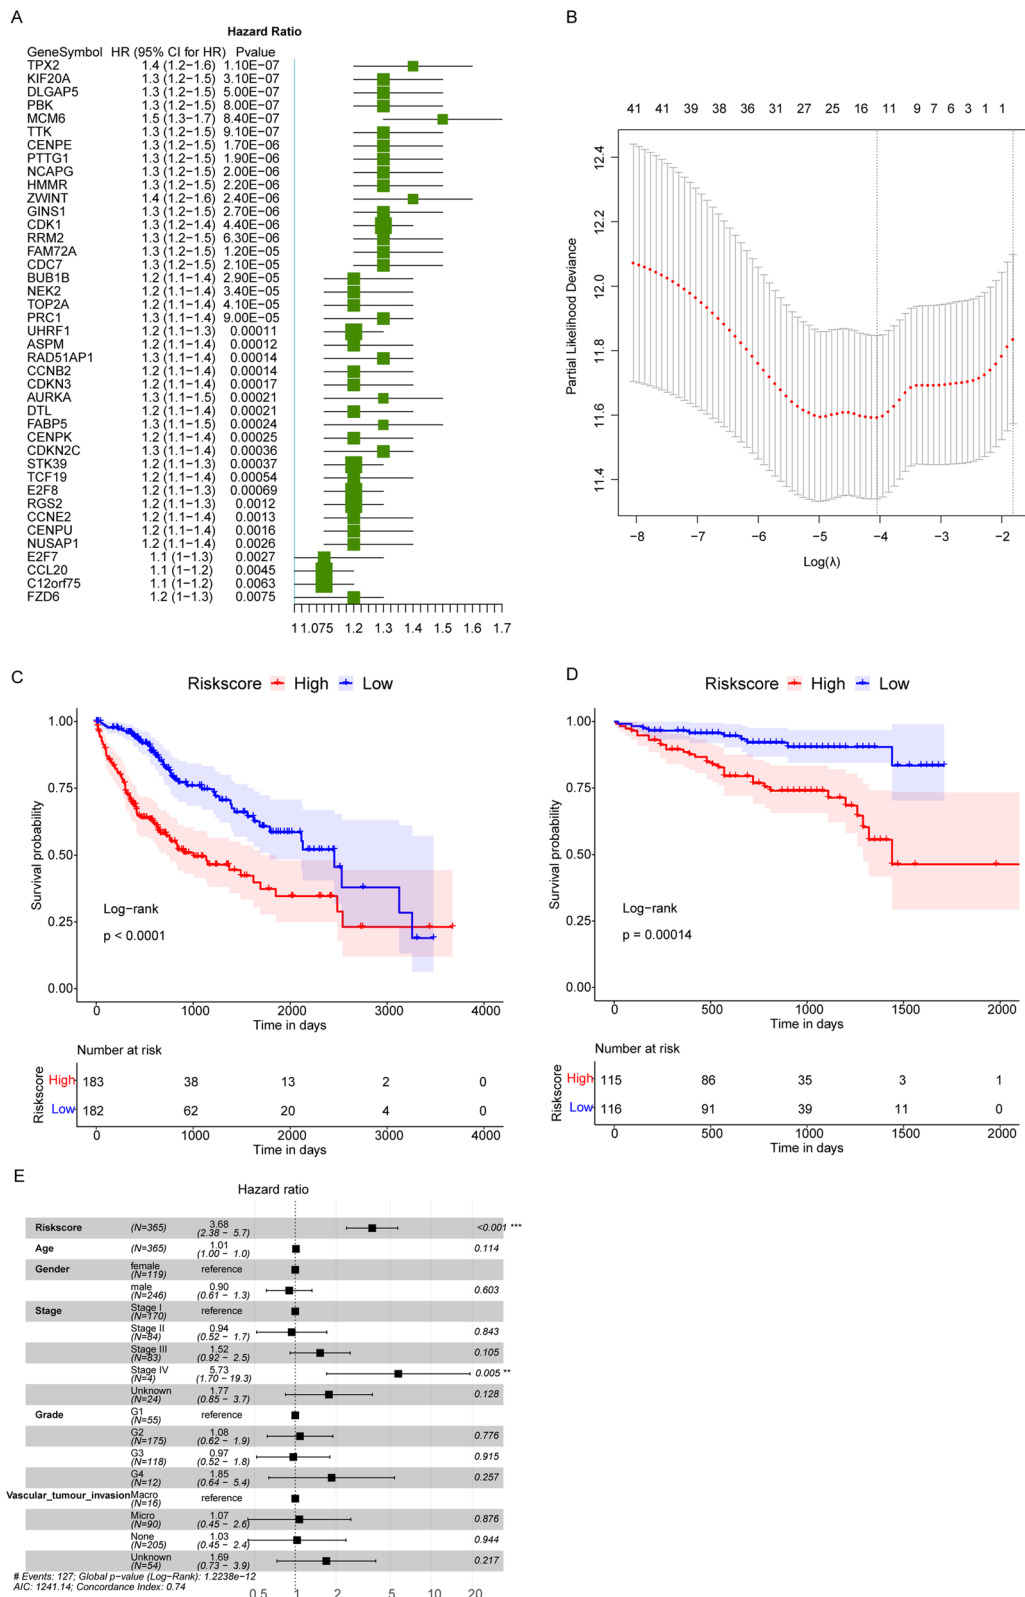 A
Hazard Ratio
GeneSymbol HR (95% CI for HR) Pvalue
TPX2 1.4 (1.2−1.6) 1.10E−07
KIF20A 1.3 (1.2−1.5) 3.10E−07
DLGAP5 1.3 (1.2−1.5) 5.00E−07
PBK 1.3 (1.2−1.5) 8.00E−07
MCM6 1.5 (1.3−1.7) 8.40E−07
TTK 1.3 (1.2−1.5) 9.10E−07
CENPE 1.3 (1.2−1.5) 1.70E−06
PTTG1 1.3 (1.2−1.5) 1.90E−06
NCAPG 1.3 (1.2−1.5) 2.00E−06
HMMR 1.3 (1.2−1.5) 2.20E−06
ZWINT 1.4 (1.2−1.6) 2.40E−06
GINS1 1.3 (1.2−1.5) 2.70E−06
CDK1 1.3 (1.2−1.4) 4.40E−06
RRM2 1.3 (1.2−1.5) 6.30E−06
FAM72A 1.3 (1.2−1.5) 1.20E−05
CDC7 1.3 (1.2−1.5) 2.10E−05
BUB1B 1.2 (1.1−1.4) 2.90E−05
NEK2 1.2 (1.1−1.4) 3.40E−05
TOP2A 1.2 (1.1−1.4) 4.10E−05
PRC1 1.3 (1.1−1.4) 9.00E−05
UHRF1 1.2 (1.1−1.3) 0.00011
ASPM 1.2 (1.1−1.4) 0.00012
RAD51AP1 1.3 (1.1−1.4) 0.00014
CCNB2 1.2 (1.1−1.4) 0.00014
CDKN3 1.2 (1.1−1.4) 0.00017
AURKA 1.3 (1.1−1.5) 0.00021
DTL 1.2 (1.1−1.4) 0.00021
FABP5 1.3 (1.1−1.5) 0.00024
CENPK 1.2 (1.1−1.4) 0.00025
CDKN2C 1.3 (1.1−1.4) 0.00036
STK39 1.2 (1.1−1.3) 0.00037
TCF19 1.2 (1.1−1.4) 0.00054
E2F8 1.2 (1.1−1.3) 0.00069
RGS2 1.2 (1.1−1.3) 0.0012
CCNE2 1.2 (1.1−1.4) 0.0013
CENPU 1.2 (1.1−1.4) 0.0016
NUSAP1 1.2 (1.1−1.4) 0.0026
E2F7 1.1 (1−1.3) 0.0027
CCL20 1.1 (1−1.2) 0.0045
C12orf75 1.1 (1−1.2) 0.0063
FZD6 1.2 (1−1.3) 0.0075
1 1.075 1.2 1.3 1.4 1.5 1.6 1.7
B
41 41 39 38 36 31 27 25 16 11 9 7 6 3 1 1
Partial Likelihood Deviance
12.4
12.2
12.0
11.8
11.6
11.4
−8 −7 −6 −5 −4 −3 −2
Log(λ)
C
Riskscore High Low
Survival probability
1.00
0.75
0.50
0.25
0.00
Log−rank
p < 0.0001
0 1000 2000 3000 4000
Time in days
Number at risk
Riskscore
High 183 38 13 2 0
Low 182 62 20 4 0
0 1000 2000 3000 4000
Time in days
D
Riskscore High Low
Survival probability
1.00
0.75
0.50
0.25
0.00
Log−rank
p = 0.00014
0 500 1000 1500 2000
Time in days
Number at risk
Riskscore
High 115 86 35 3 1
Low 116 91 39 11 0
0 500 1000 1500 2000
Time in days
E
Hazard ratio
Riskscore (N=365) 3.68 (2.38 − 5.7) <0.001 ***
Age (N=365) 1.01 (1.00 − 1.0) 0.114
Gender female (N=119) reference
male (N=246) 0.90 (0.61 − 1.3) 0.603
Stage Stage I (N=170) reference
Stage II (N=84) 0.94 (0.52 − 1.7) 0.843
Stage III (N=83) 1.52 (0.92 − 2.5) 0.105
Stage IV (N=4) 5.73 (1.70 − 19.3) 0.005 **
Unknown (N=24) 1.77 (0.85 − 3.7) 0.128
Grade G1 (N=55) reference
G2 (N=175) 1.08 (0.62 − 1.9) 0.776
G3 (N=118) 0.97 (0.52 − 1.8) 0.915
G4 (N=12) 1.85 (0.64 − 5.4) 0.257
Vascular_tumour_invasion Macro (N=16) reference
Micro (N=90) 1.07 (0.45 − 2.6) 0.876
None (N=205) 1.03 (0.45 − 2.4) 0.944
Unknown (N=54) 1.69 (0.73 − 3.9) 0.217
# Events: 127; Global p−value (Log−Rank): 1.2238e−12
AIC: 1241.14; Concordance Index: 0.74
0.5 1 2 5 10 20